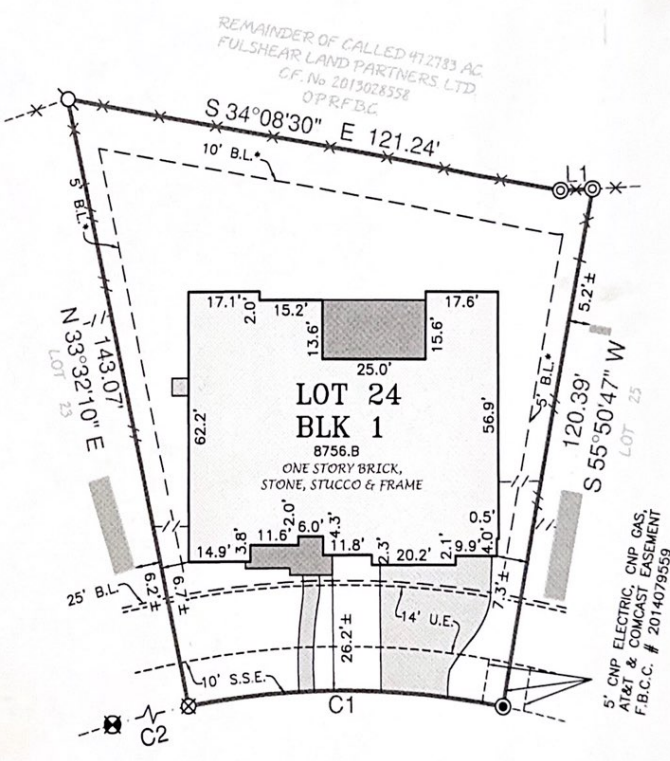 REMAINDER OF CALLED 472783 AC.
FULSHEAR LAND PARTNERS LTD.
C.F. No 2013028558
O.P.R.F.B.C.
S 34°08'30" E 121.24'
L1
10' B.L.*
5' B.L.*
N 33°32'10" E
143.07'
LOT 23
5.2'±
5' B.L.*
120.39'
S 55°50'47" W
LOT 25
17.1'
2.0'
15.2'
13.6'
25.0'
15.6'
17.6'
62.2'
56.9'
LOT 24
BLK 1
8756.B
ONE STORY BRICK,
STONE, STUCCO & FRAME
14.9'
3.8'
11.6'
2.0'
6.0'
4.3'
11.8'
2.3'
20.2'
2.1'
9.9'
4.0'
0.5'
25' B.L.
6.2'±
6.7'±
7.3'±
14' U.E.
26.2'±
10' S.S.E.
C1
C2
5' CNP ELECTRIC, CNP GAS,
AT&T & COMCAST EASEMENT
F.B.C.C. # 2014079559